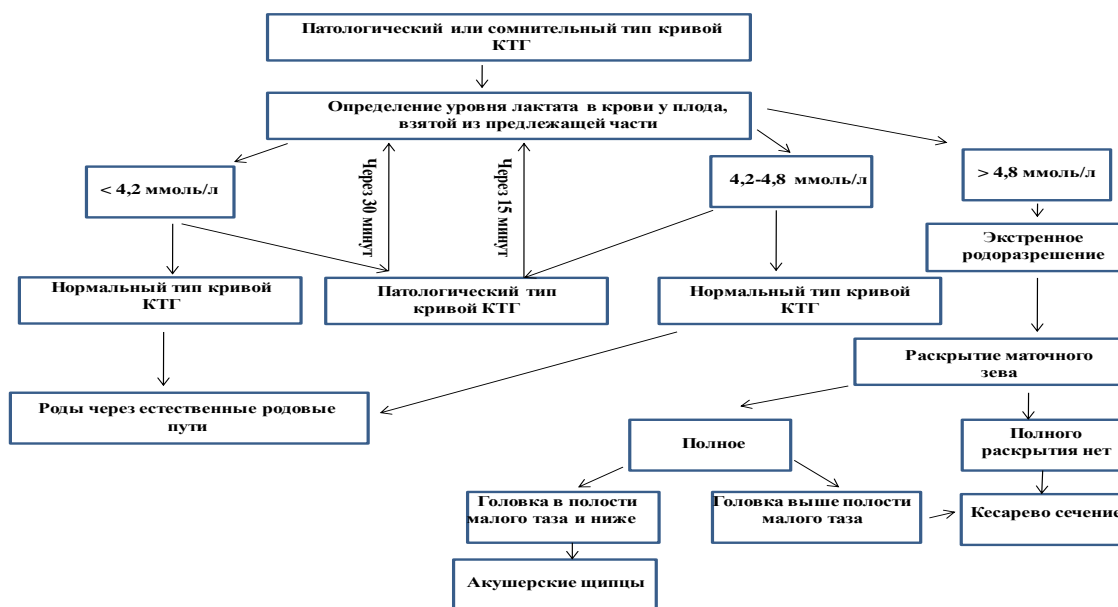 Патологический или сомнительный тип кривой
КТГ
Определение уровня лактата в крови у плода,
взятой из предлежащей части
< 4,2 ммоль/л
Через 30 минут
Через 15 минут
4,2-4,8 ммоль/л
> 4,8 ммоль/л
Экстренное
родоразрешение
Нормальный тип кривой
КТГ
Патологический тип
кривой КТГ
Нормальный тип кривой
КТГ
Раскрытие маточного
зева
Роды через естественные родовые
пути
Полное
Полного
раскрытия нет
Головка в полости
малого таза и ниже
Головка выше полости
малого таза
Кесарево сечение
Акушерские щипцы